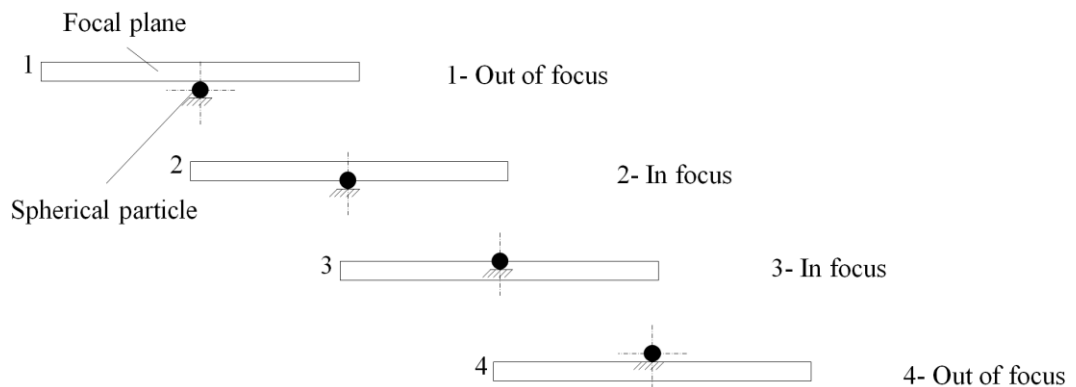 Focal plane
1
1- Out of focus
2
2- In focus
Spherical particle
3
3- In focus
4
4- Out of focus